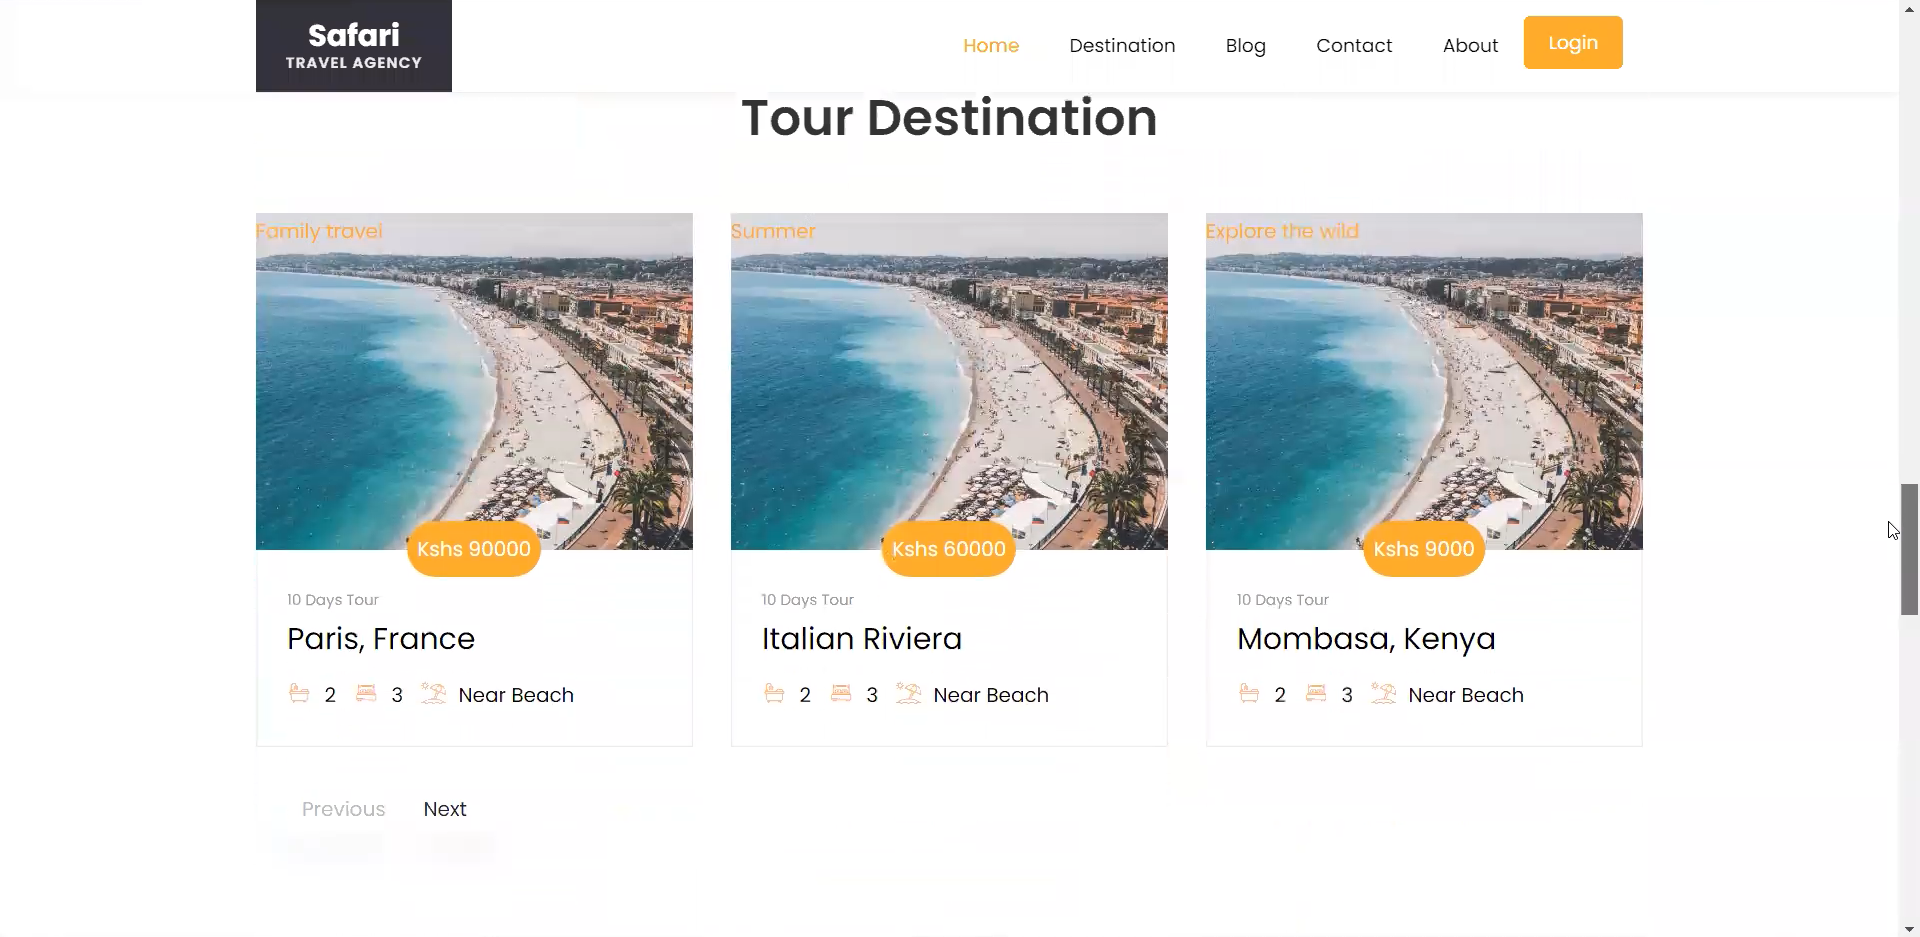 Safari
TRAVEL AGENCY
Home Destination Blog Contact About Login
Tour Destination
Family travel
Summer
Explore the wild
Kshs 90000
Kshs 60000
Kshs 9000
10 Days Tour
Paris, France
2 3 Near Beach
10 Days Tour
Italian Riviera
2 3 Near Beach
10 Days Tour
Mombasa, Kenya
2 3 Near Beach
Previous Next